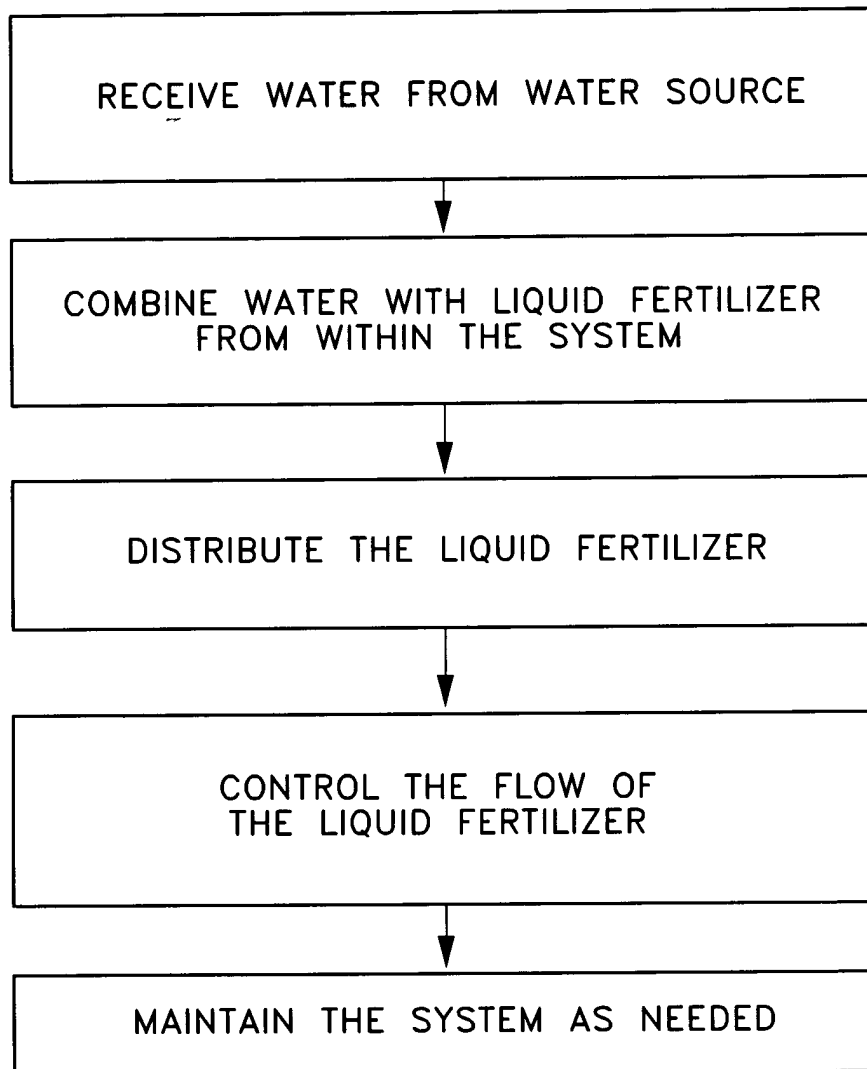 RECEIVE WATER FROM WATER SOURCE
COMBINE WATER WITH LIQUID FERTILIZER
FROM WITHIN THE SYSTEM
DISTRIBUTE THE LIQUID FERTILIZER
CONTROL THE FLOW OF
THE LIQUID FERTILIZER
MAINTAIN THE SYSTEM AS NEEDED